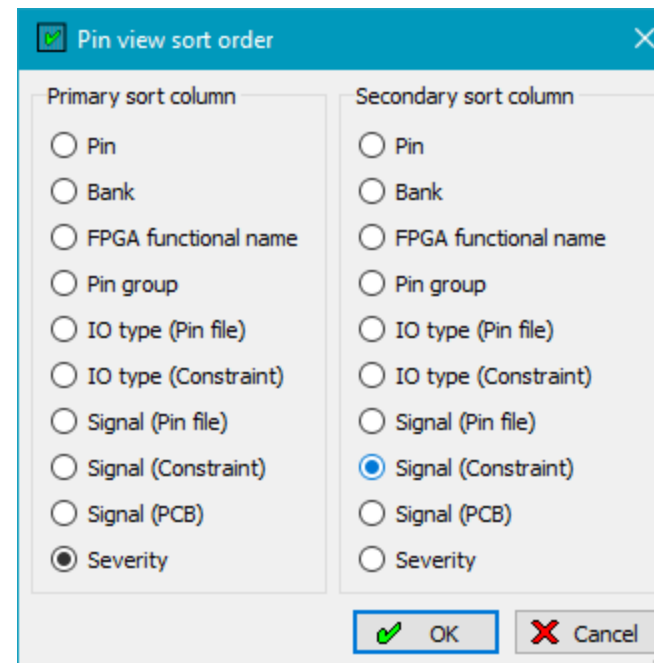 Pin view sort order
Primary sort column
Pin
Bank
FPGA functional name
Pin group
IO type (Pin file)
IO type (Constraint)
Signal (Pin file)
Signal (Constraint)
Signal (PCB)
Severity
Secondary sort column
Pin
Bank
FPGA functional name
Pin group
IO type (Pin file)
IO type (Constraint)
Signal (Pin file)
Signal (Constraint)
Signal (PCB)
Severity
OK
Cancel